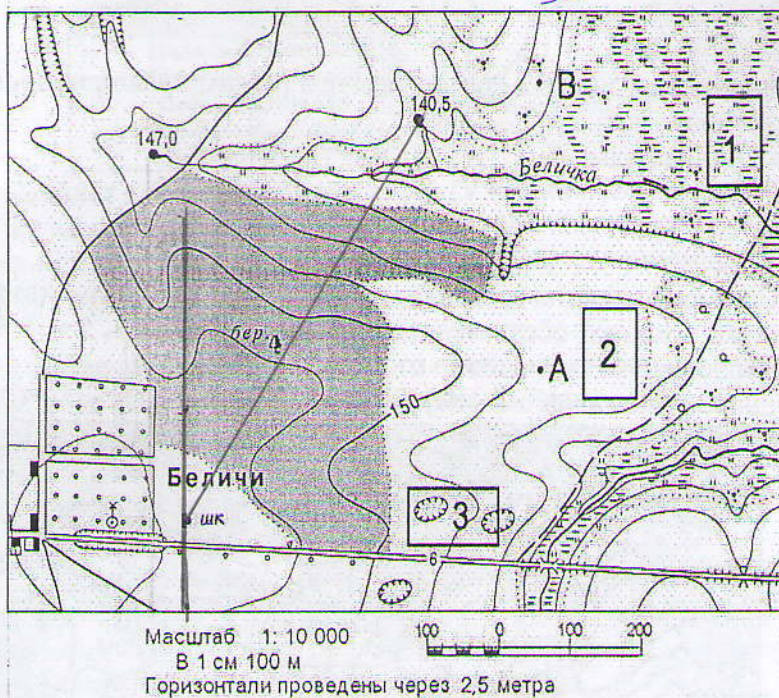 В
140,5
147,0
1
Беличка
бер.
2
А
150
Беличи
шк
3
6
Масштаб 1: 10 000
В 1 см 100 м
100 0 100 200
Горизонтали проведены через 2,5 метра